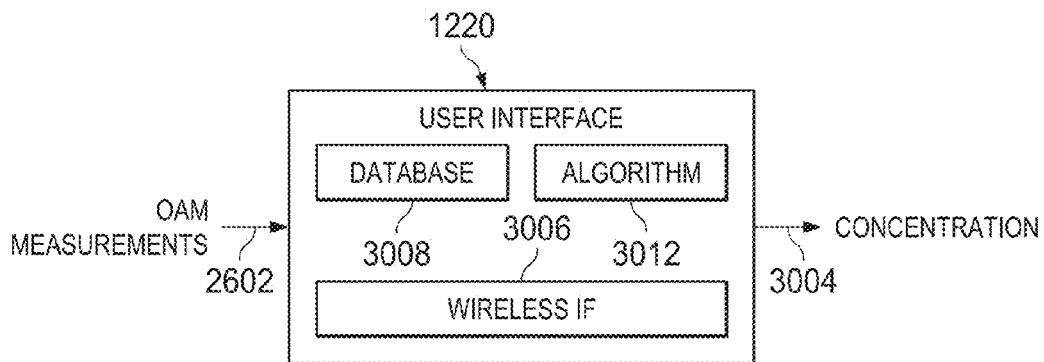 1220
USER INTERFACE
DATABASE
ALGORITHM
OAM
MEASUREMENTS
2602
3008
3006
3012
CONCENTRATION
3004
WIRELESS IF